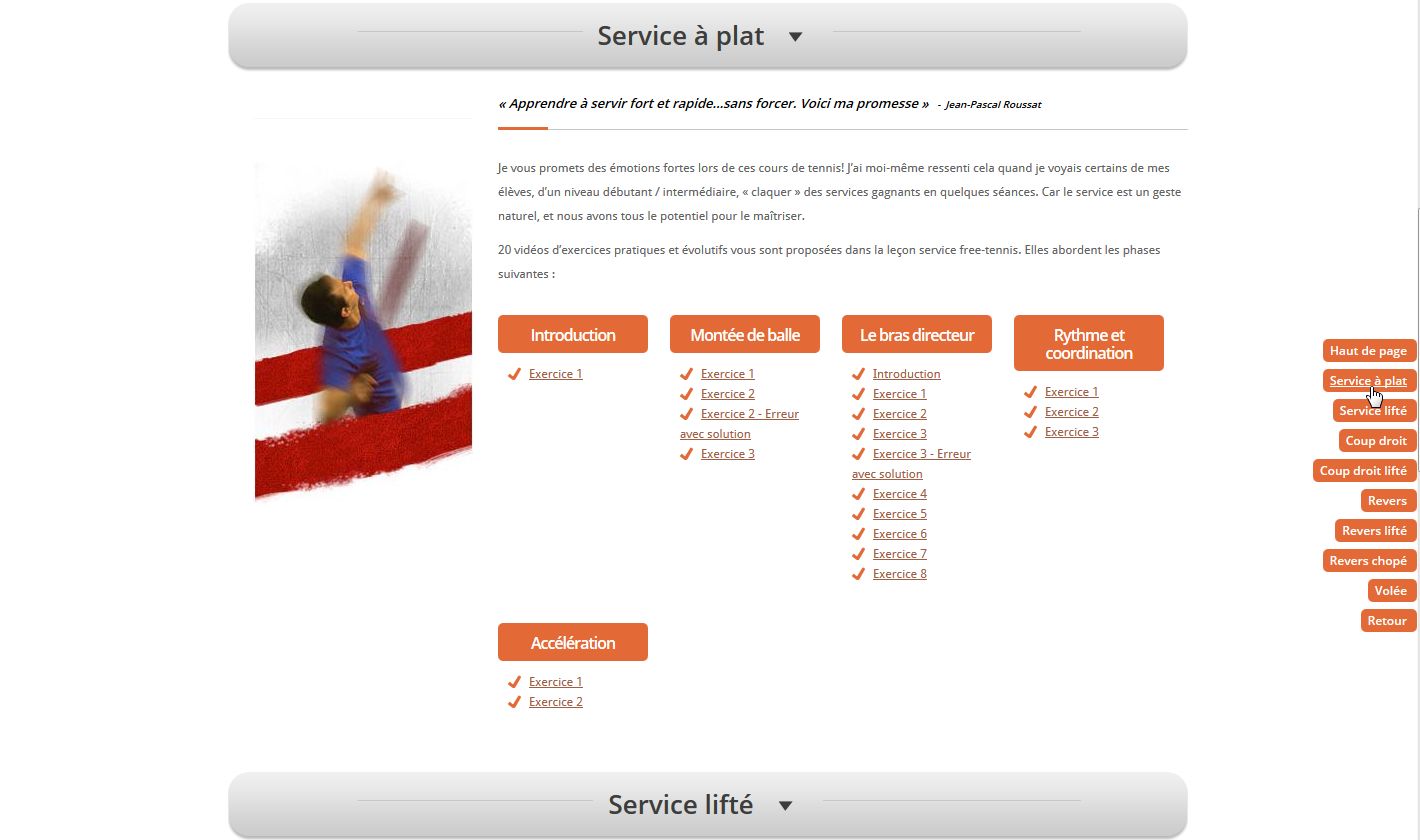 Service à plat
« Apprendre à servir fort et rapide...sans forcer. Voici ma promesse » - Jean-Pascal Roussat
Je vous promets des émotions fortes lors de ces cours de tennis! J'ai moi-même ressenti cela quand je voyais certains de mes
élèves, d'un niveau débutant / intermédiaire, « claquer » des services gagnants en quelques séances. Car le service est un geste
naturel, et nous avons tous le potentiel pour le maîtriser.
20 vidéos d'exercices pratiques et évolutifs vous sont proposées dans la leçon service free-tennis. Elles abordent les phases
suivantes :
Introduction
Exercice 1
Montée de balle
Exercice 1
Exercice 2
Exercice 2 - Erreur
avec solution
Exercice 3
Le bras directeur
Introduction
Exercice 1
Exercice 2
Exercice 3
Exercice 3 - Erreur
avec solution
Exercice 4
Exercice 5
Exercice 6
Exercice 7
Exercice 8
Rythme et
coordination
Exercice 1
Exercice 2
Exercice 3
Accélération
Exercice 1
Exercice 2
Service lifté
Haut de page
Service à plat
Service lifté
Coup droit
Coup droit lifté
Revers
Revers lifté
Revers chopé
Volée
Retour